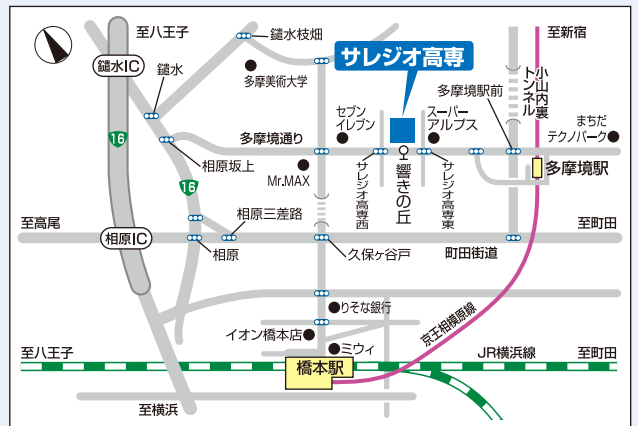 至八王子
鑓水枝畑
至新宿
サレジオ高専
鑓水IC
鑓水
多摩美術大学
小山内裏
トンネル
多摩境駅前
セブン
イレブン
スーパー
アルプス
まちだ
テクノパーク
多摩境通り
16
相原坂上
Mr.MAX
サレジオ高専西
響きの丘
サレジオ高専東
多摩境駅
16
相原三差路
至高尾
相原IC
相原
久保ヶ谷戸
町田街道
至町田
りそな銀行
京王相模原線
イオン橋本店
ミウィ
至八王子
橋本駅
JR横浜線
至町田
至横浜